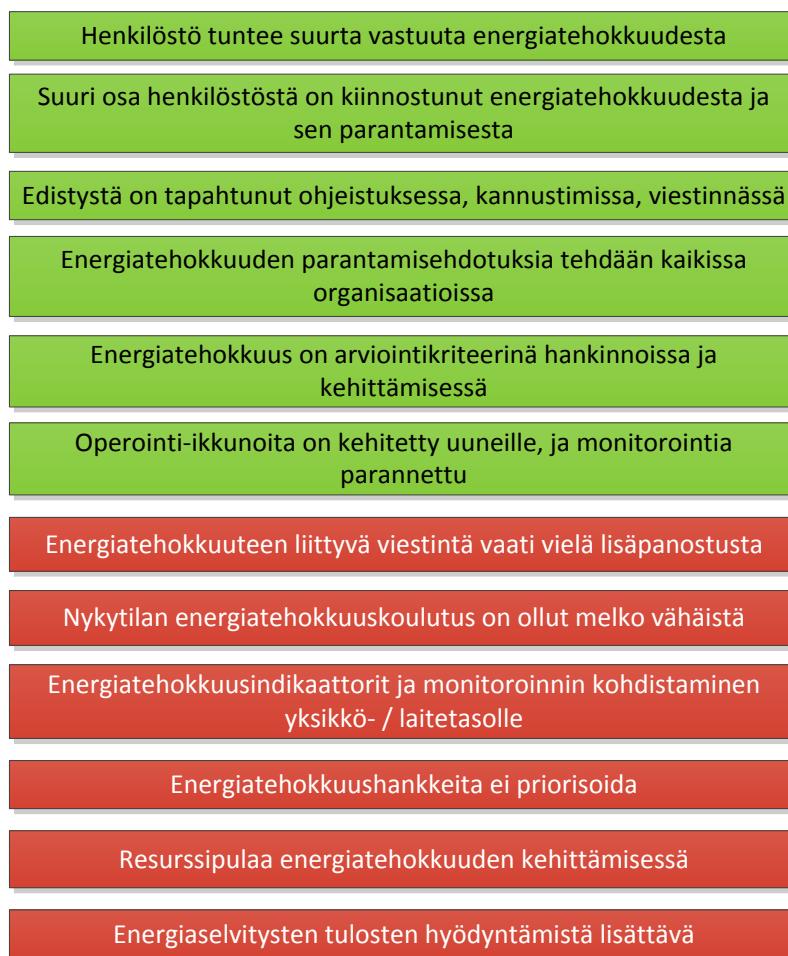 Henkilöstö tuntee suurta vastuuta energiatehokkuudesta
Suuri osa henkilöstöstä on kiinnostunut energiatehokkuudesta ja
sen parantamisesta
Edistystä on tapahtunut ohjeistuksessa, kannustimissa, viestinnässä
Energiatehokkuuden parantamisehdotuksia tehdään kaikissa
organisaatioissa
Energiatehokkuus on arviointikriteerinä hankinnoissa ja
kehittämisessä
Operointi-ikkunoita on kehitetty uuneille, ja monitorointia
parannettu
Energiatehokkuuteen liittyvä viestintä vaati vielä lisäpanostusta
Nykytilan energiatehokkuuskoulutus on ollut melko vähäistä
Energiatehokkuusindikaattorit ja monitoroinnin kohdistaminen
yksikkö- / laitetasolle
Energiatehokkuushankkeita ei priorisoida
Resurssipulaa energiatehokkuuden kehittämisessä
Energiaselvitysten tulosten hyödyntämistä lisättävä